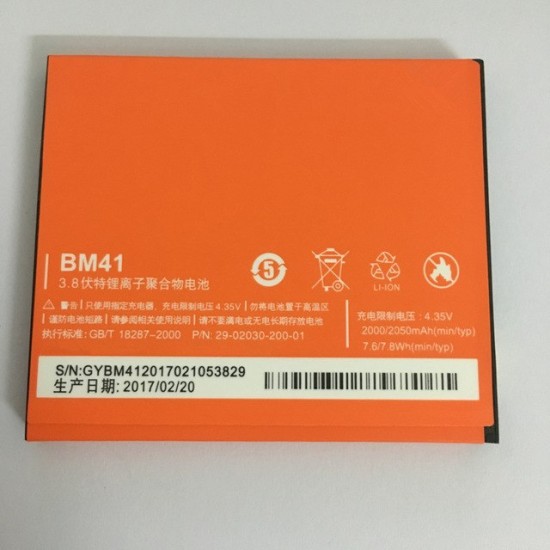 BM41
3.8伏特锂离子聚合物电池
5
LI-ION
警告|只使用指定充电器，充电限制电压 4.35V|勿将电池置于高温区
谨防电池短路|请参阅相关使用说明|请不要满电或无电长期存放电池
执行标准: GB/T 18287-2000 P/N: 29-02030-200-01
充电限制电压: 4.35V
2000/2050mAh(min/typ)
7.6/7.8Wh(min/typ)
S/N:GYBM412017021053829
生产日期: 2017/02/20